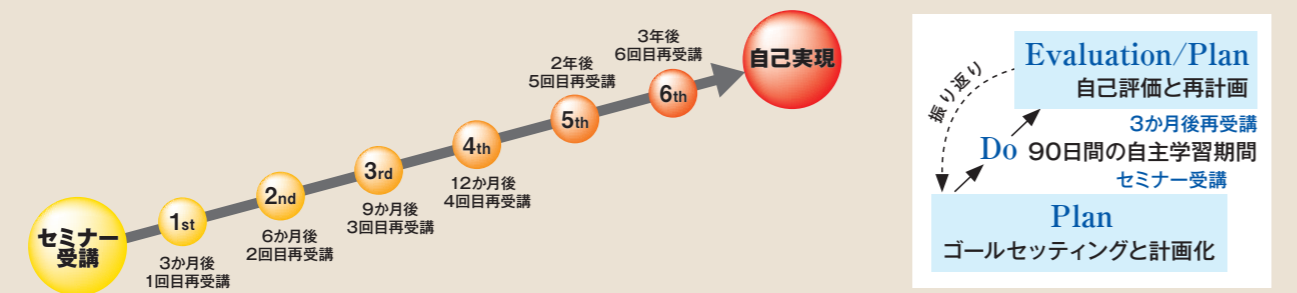 セミナー
受講
1st
3か月後
1回目再受講
2nd
6か月後
2回目再受講
3rd
9か月後
3回目再受講
4th
12か月後
4回目再受講
2年後
5回目再受講
5th
3年後
6回目再受講
6th
自己実現
Evaluation/Plan
自己評価と再計画
振り返り
3か月後再受講
Do 90日間の自主学習期間
セミナー受講
Plan
ゴールセッティングと計画化